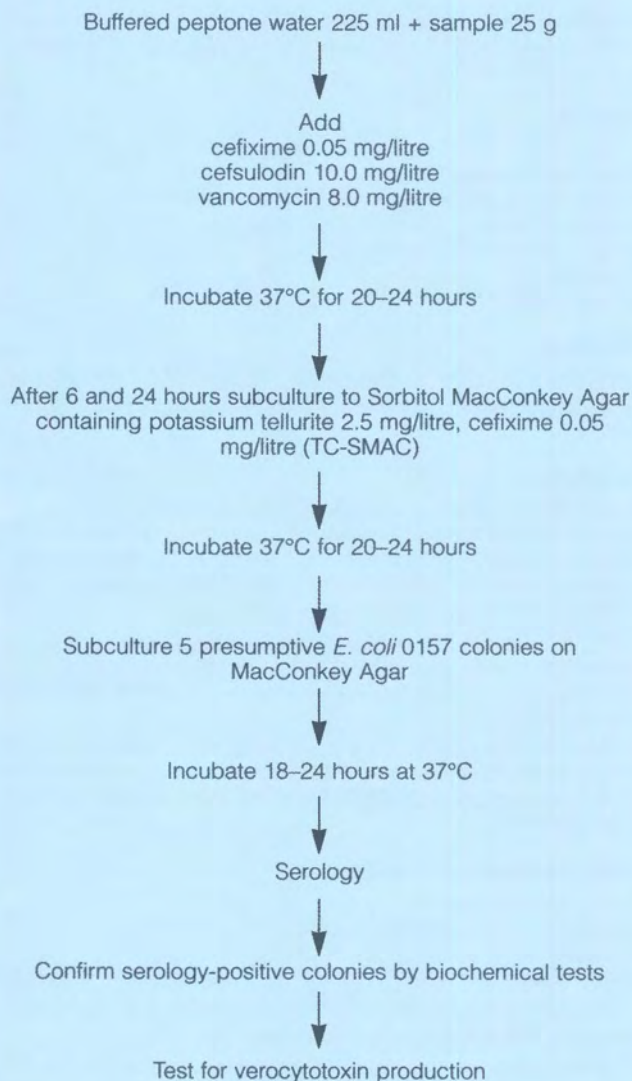 Buffered peptone water 225 ml + sample 25 g
Add
cefixime 0.05 mg/litre
cefsulodin 10.0 mg/litre
vancomycin 8.0 mg/litre
Incubate 37°C for 20–24 hours
After 6 and 24 hours subculture to Sorbitol MacConkey Agar
containing potassium tellurite 2.5 mg/litre, cefixime 0.05
mg/litre (TC-SMAC)
Incubate 37°C for 20–24 hours
Subculture 5 presumptive E. coli 0157 colonies on
MacConkey Agar
Incubate 18–24 hours at 37°C
Serology
Confirm serology-positive colonies by biochemical tests
Test for verocytotoxin production